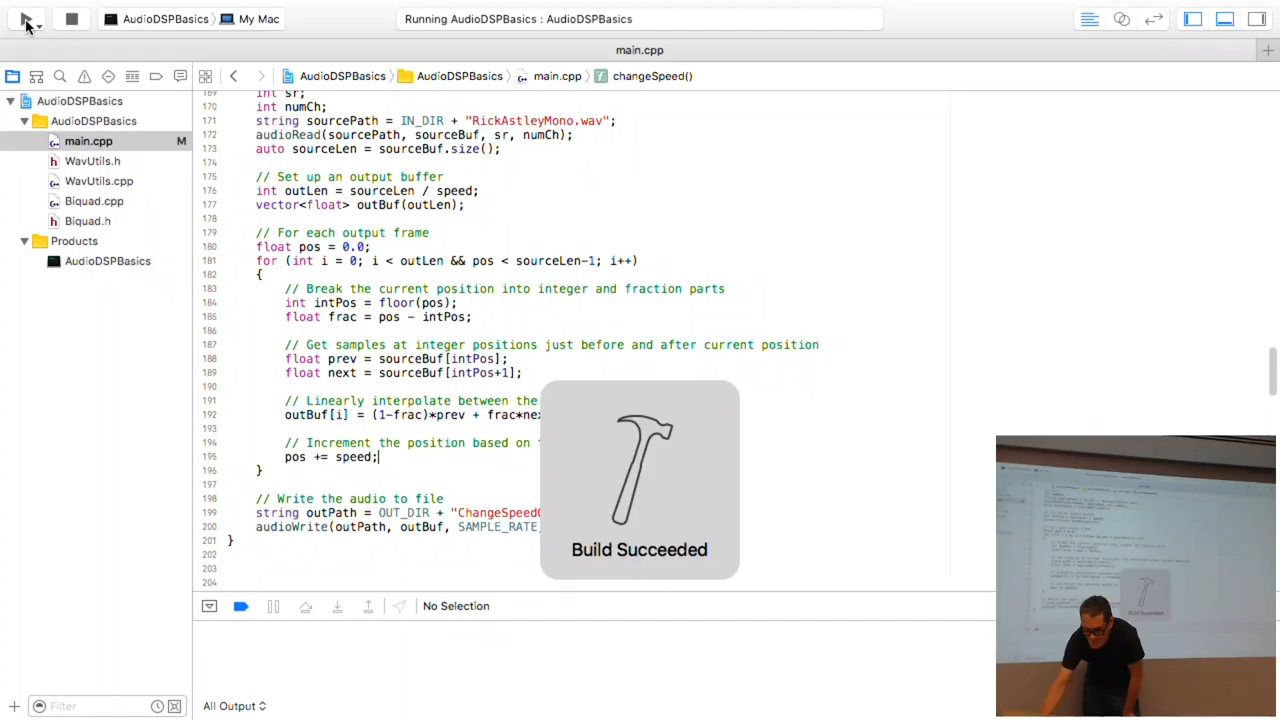 AudioDSPBasics
My Mac
Running AudioDSPBasics : AudioDSPBasics
main.cpp
AudioDSPBasics
AudioDSPBasics
main.cpp
changeSpeed()
AudioDSPBasics
AudioDSPBasics
main.cpp
M
WavUtils.h
WavUtils.cpp
Biquad.cpp
Biquad.h
Products
AudioDSPBasics
169 int sr;
170 int numCh;
171 string sourcePath = IN_DIR + "RickAstleyMono.wav";
172 audioRead(sourcePath, sourceBuf, sr, numCh);
173 auto sourceLen = sourceBuf.size();
174
175 // Set up an output buffer
176 int outLen = sourceLen / speed;
177 vector<float> outBuf(outLen);
178
179 // For each output frame
180 float pos = 0.0;
181 for (int i = 0; i < outLen && pos < sourceLen-1; i++)
182 {
183 // Break the current position into integer and fraction parts
184 int intPos = floor(pos);
185 float frac = pos - intPos;
186
187 // Get samples at integer positions just before and after current position
188 float prev = sourceBuf[intPos];
189 float next = sourceBuf[intPos+1];
190
191 // Linearly interpolate between the
192 outBuf[i] = (1-frac)*prev + frac*ne
193
194 // Increment the position based on
195 pos += speed;
196 }
197
198 // Write the audio to file
199 string outPath = OUT_DIR + "ChangeSpeed
200 audioWrite(outPath, outBuf, SAMPLE_RATE,
201 }
202
203
204
Build Succeeded
No Selection
Filter
All Output